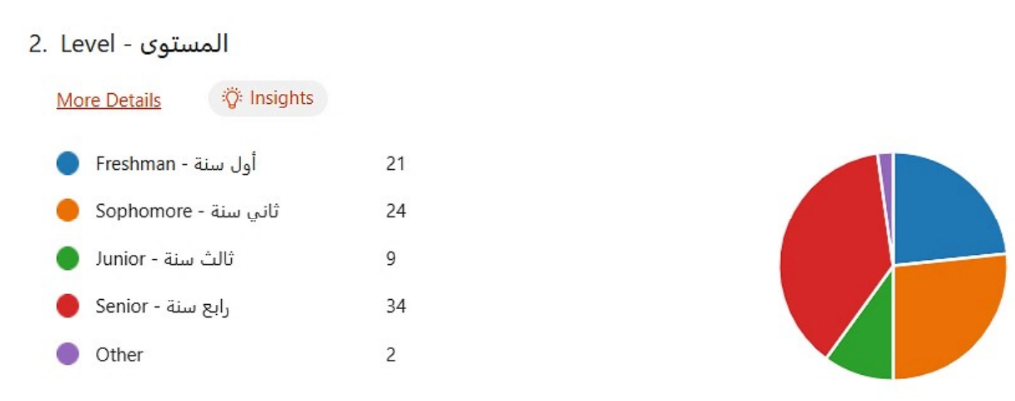 2. Level - المستوى
More Details Insights
Freshman - أول سنة 21
Sophomore - ثاني سنة 24
Junior - ثالث سنة 9
Senior - رابع سنة 34
Other 2